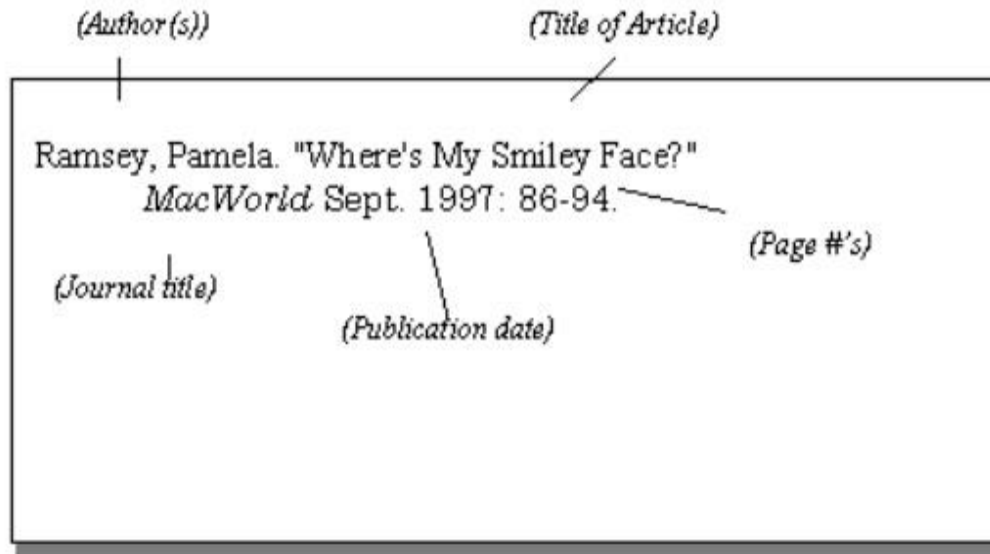 (Author(s)) (Title of Article)
Ramsey, Pamela. "Where's My Smiley Face?"
MacWorld Sept. 1997: 86-94.
(Page #'s)
(Journal title)
(Publication date)